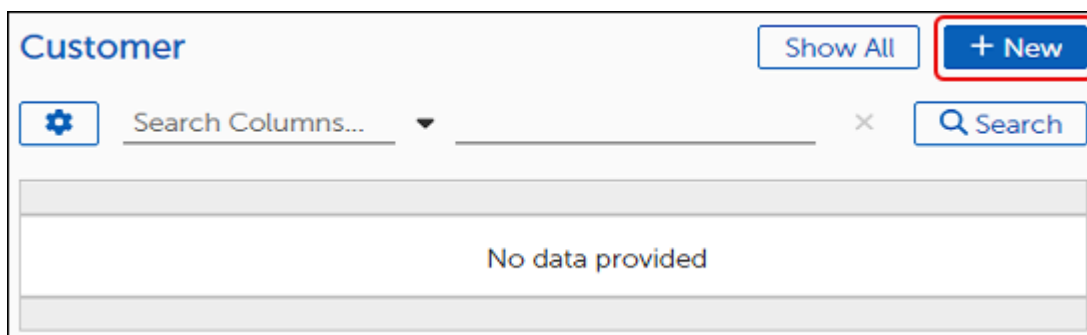 Customer
Show All
+ New
Search Columns...
Search
No data provided